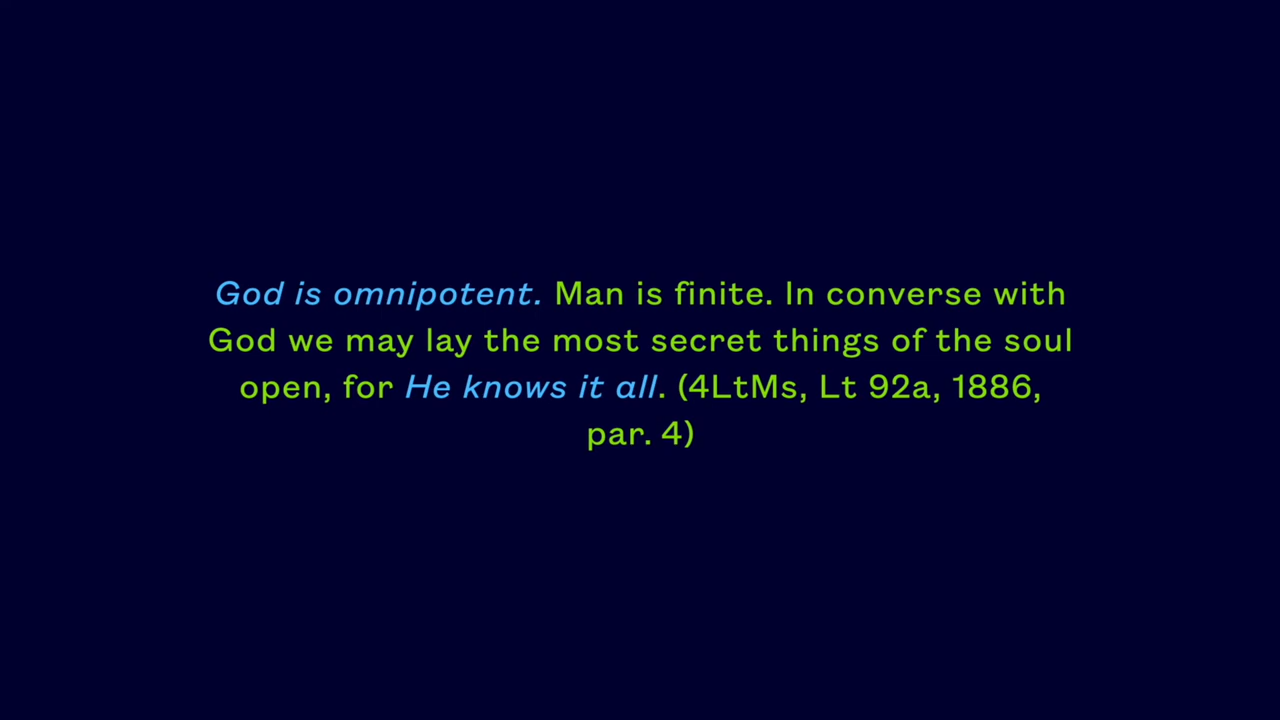 God is omnipotent. Man is finite. In converse with
God we may lay the most secret things of the soul
open, for He knows it all. (4LtMs, Lt 92a, 1886,
par. 4)